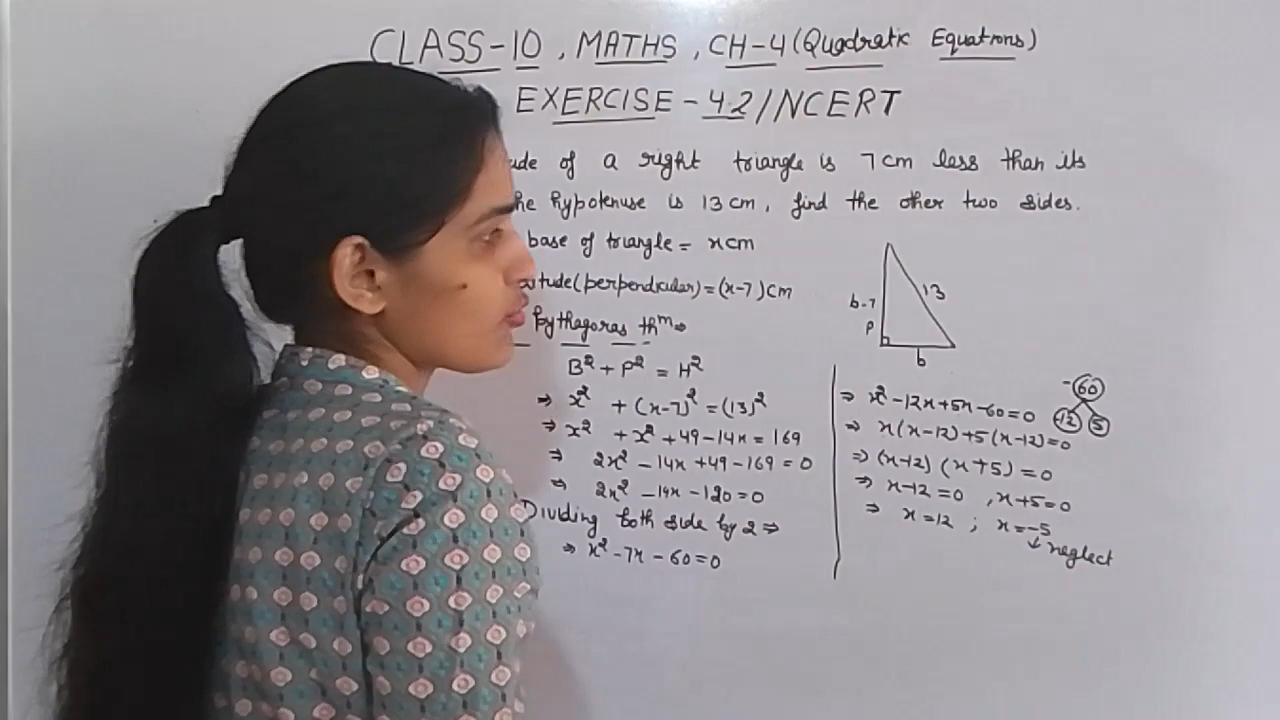 CLASS-10, MATHS, CH-4 (Quadratic Equations)
EXERCISE-4.2/NCERT
of a right triangle is 7cm less than its
hypotenuse is 13 cm, find the other two sides.
base of triangle = x cm
(perpendicular) = (x-7) cm
Pythagoras thm ⇒
B² + P² = H²
⇒ x² + (x-7)² = (13)²
⇒ x² + x² + 49 - 14x = 169
⇒ 2x² - 14x + 49 - 169 = 0
⇒ 2x² - 14x - 120 = 0
Dividing both side by 2 ⇒
⇒ x² - 7x - 60 = 0
b-7
P
13
b
-60
12 5
⇒ x² - 12x + 5x - 60 = 0
⇒ x(x-12) + 5(x-12) = 0
⇒ (x-12) (x+5) = 0
⇒ x-12 = 0, x+5 = 0
⇒ x = 12 ; x = -5
↓ neglect